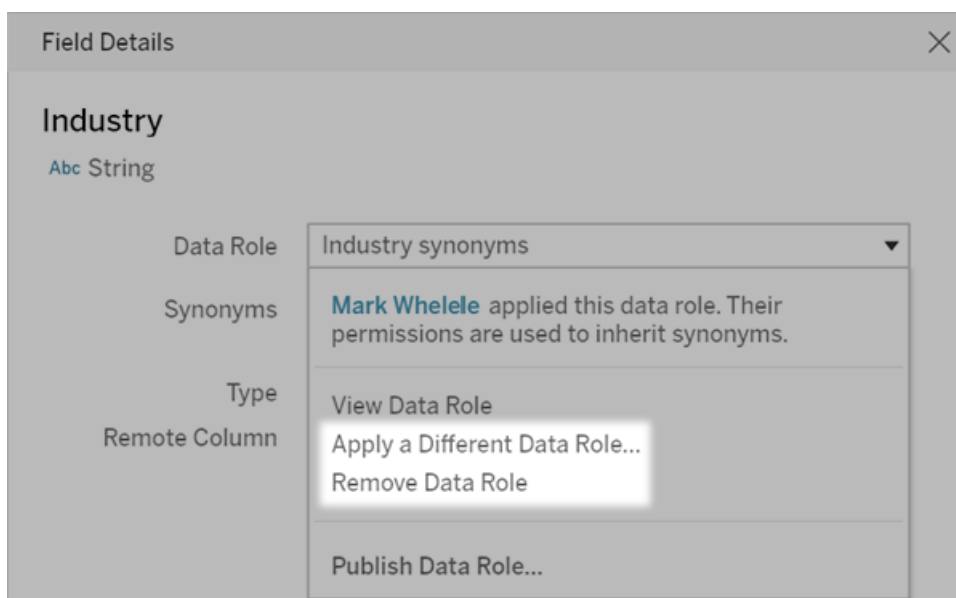 Field Details
Industry
Abc String
Data Role
Industry synonyms
Synonyms
Mark Whelele applied this data role. Their
permissions are used to inherit synonyms.
Type
View Data Role
Remote Column
Apply a Different Data Role...
Remove Data Role
Publish Data Role...